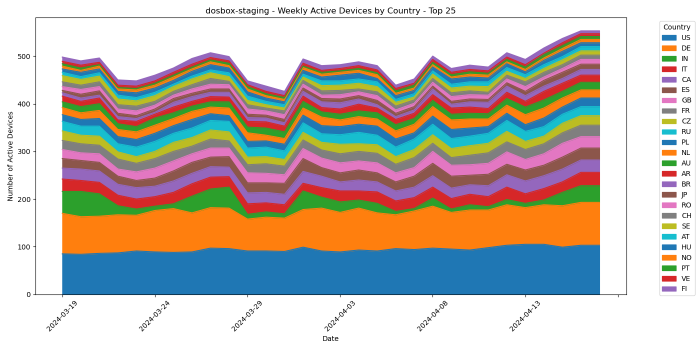 dosbox-staging - Weekly Active Devices by Country - Top 25
Number of Active Devices
500
400
300
200
100
0
2024-03-19
2024-03-24
2024-03-29
2024-04-03
2024-04-08
2024-04-13
Date
Country
US
DE
IN
IT
CA
ES
GB
FR
CZ
RU
PL
NL
AU
AR
BR
JP
RO
CH
SE
AT
HU
NO
PT
VE
FI